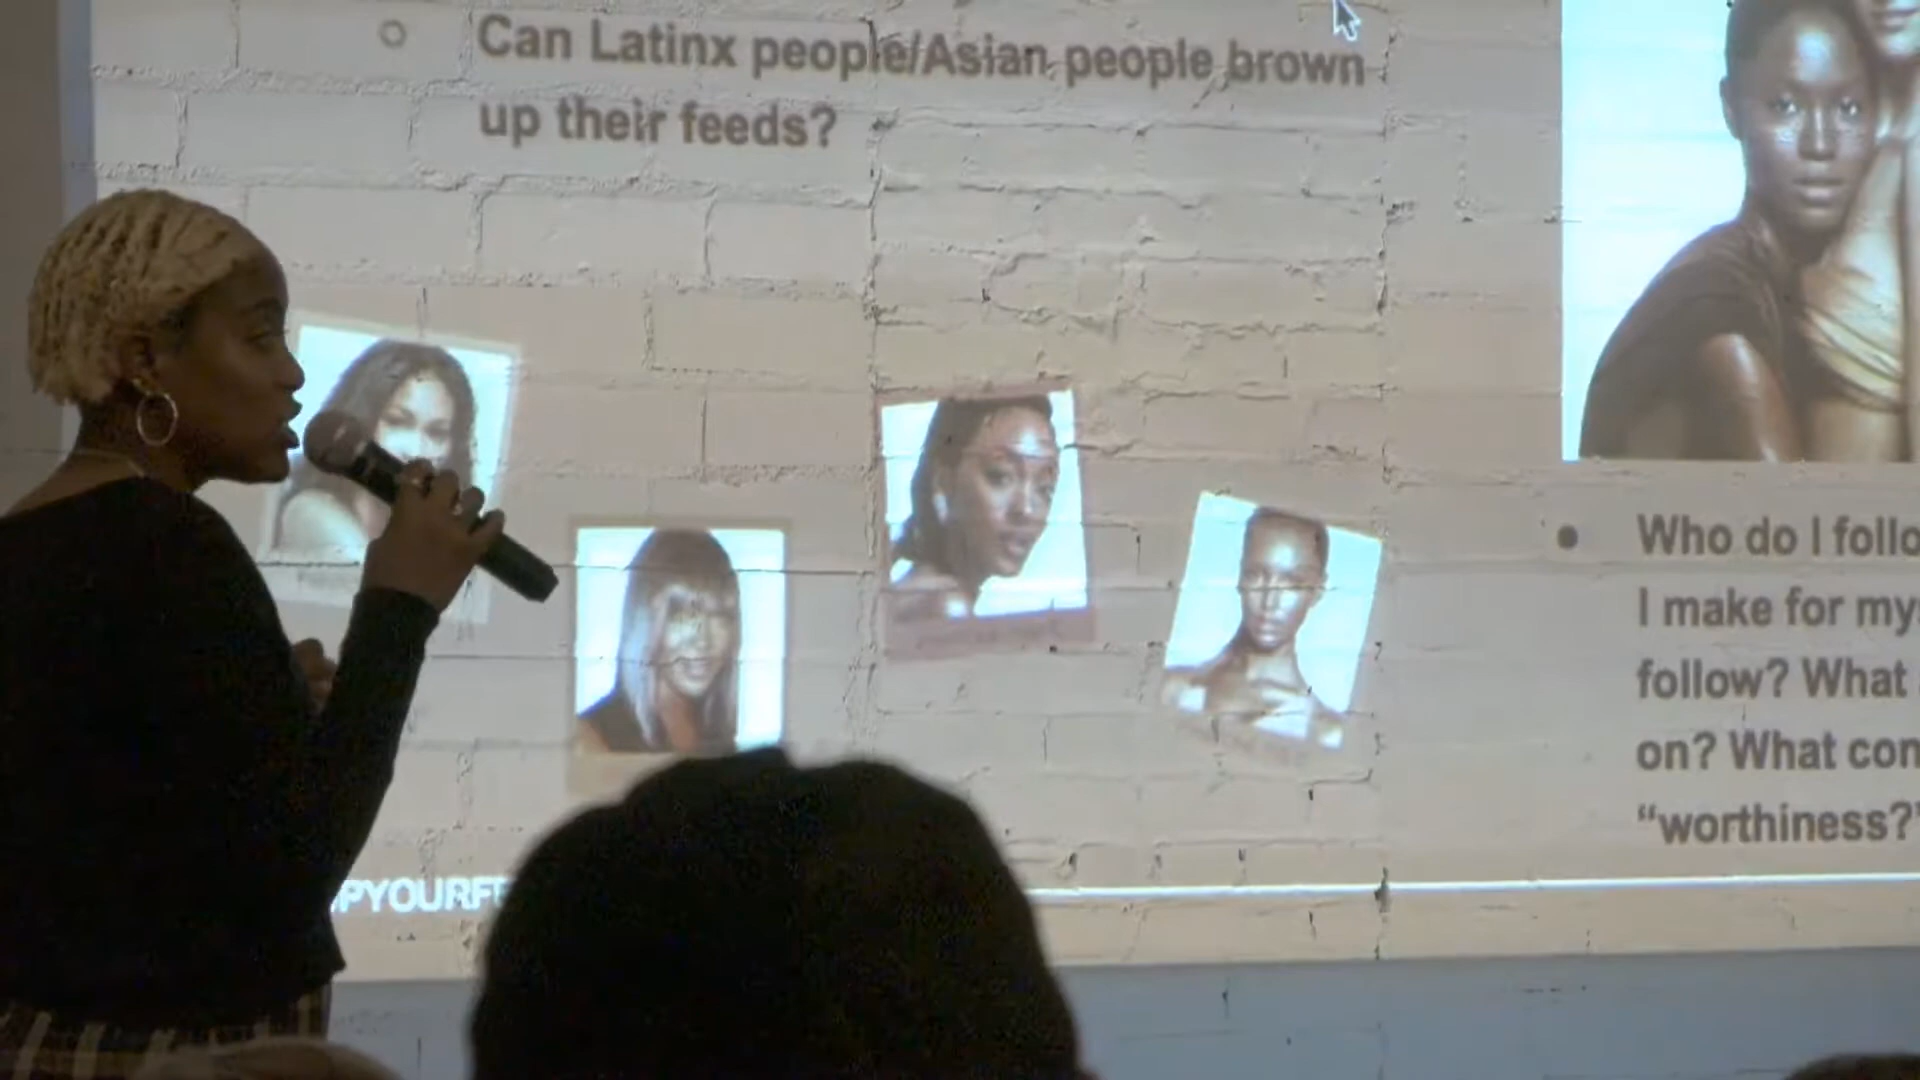 Can Latinx people/Asian people brown
up their feeds?
Who do I follo
I make for my
follow? What
on? What con
“worthiness?”
PYOURFE